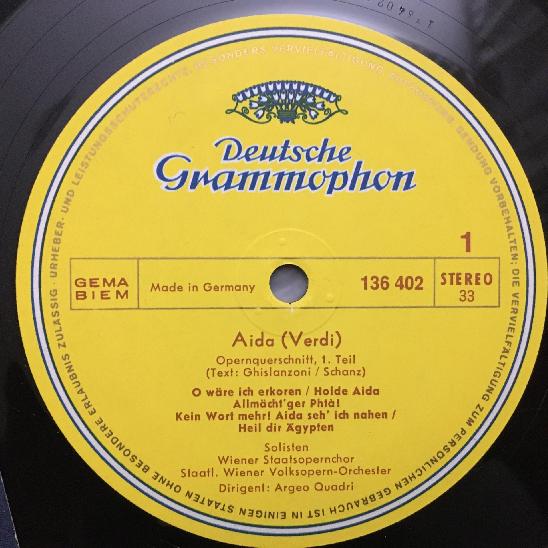 Deutsche
Grammophon
1
GEMA
BIEM
Made in Germany
136 402
STEREO
33
Aida (Verdi)
Opernquerschnitt, 1. Teil
(Text: Ghislanzoni / Schanz)
O wäre ich erkoren / Holde Aida
Allmächt'ger Phtà!
Kein Wort mehr! Aida seh' ich nahen /
Heil dir Ägypten
Solisten
Wiener Staatsopernchor
Staatl. Wiener Volksopern-Orchester
Dirigent: Argeo Quadri
URHEBER- UND LEISTUNGSSCHUTZRECHTE, BESONDERS VERVIELFÄLTIGUNG, SENDUNG VORBEHALTEN; DIE VERVIELFÄLTIGUNG ZUM PERSÖNLICHEN GEBRAUCH IST IN EINIGEN STAATEN OHNE BESONDERE ERLAUBNIS ZULÄSSIG ·